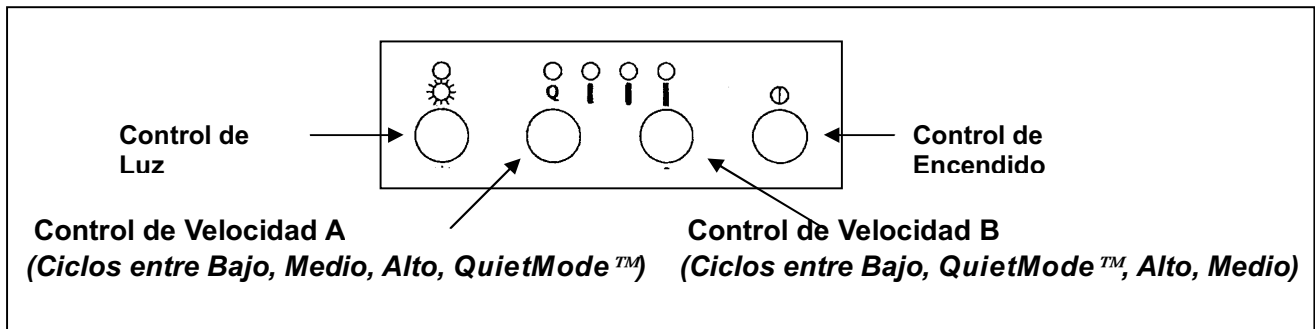 Q
Control de
Luz
Control de
Encendido
Control de Velocidad A
(Ciclos entre Bajo, Medio, Alto, QuietMode™)
Control de Velocidad B
(Ciclos entre Bajo, QuietMode™, Alto, Medio)